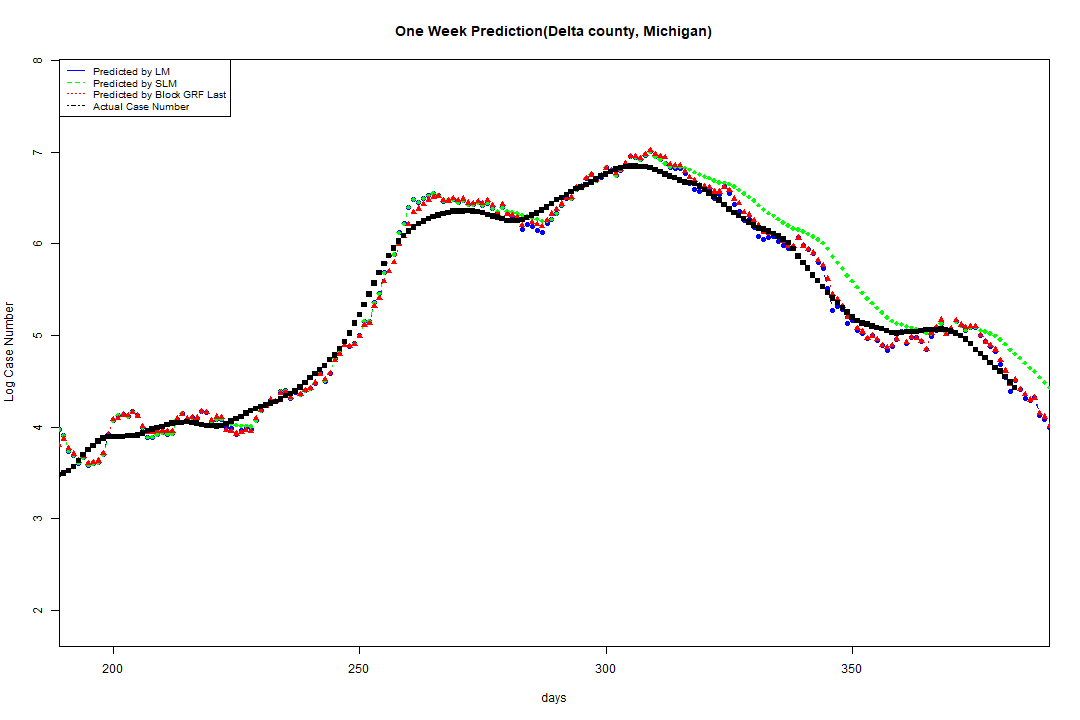 One Week Prediction(Delta county, Michigan)
Predicted by LM
Predicted by SLM
Predicted by Block GRF Last
Actual Case Number
8
7
6
5
4
3
2
Log Case Number
200 250 300 350
days